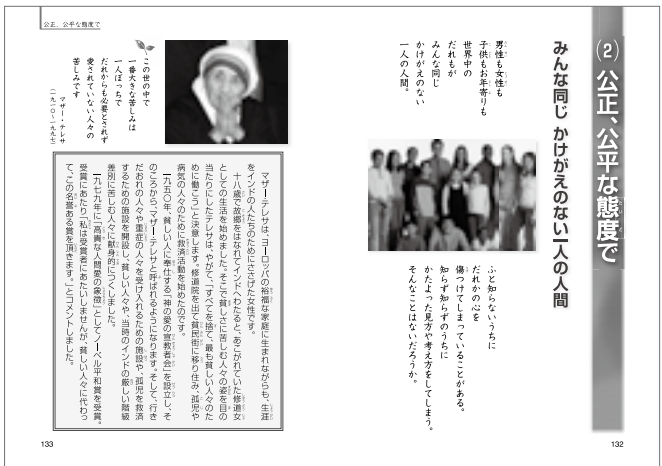 (2) 公正、公平な態度で
みんな同じ かけがえのない一人の人間
男性も女性も
子供もお年寄りも
世界中の
だれもが
みんな同じ
かけがえのない
一人の人間。
ふと知らないうちに
だれかの心を
傷つけてしまっていることがある。
知らず知らずのうちに
かたよった見方や考え方をしてしまう。
そんなことはないだろうか。
132
公正、公平な態度で
この世の中で
一番大きな苦しみは
一人ぼっちで
だれからも必要とされず
愛されていない人々の
苦しみです
マザー・テレサ
(一九一〇〜一九九七)
マザー・テレサは、ヨーロッパの裕福な家庭に生まれながらも、生涯
をインドの人たちのためにささげた女性です。
十八歳で故郷をはなれてインドへわたると、あこがれていた修道女
としての生活を始めました。そこで貧しさに苦しむ人々の姿を目の
当たりにしたテレサは、やがて、「すべてを捨て、最も貧しい人々のた
めに働こう」と決意します。修道院を出て貧民街に移り住み、孤児や
病気の人々のために救済活動を始めたのです。
一九五〇年、貧しい人に奉仕する「神の愛の宣教者会」を設立し、そ
のころから、「マザー・テレサ」と呼ばれるようになります。そして、行き
だおれの人々や重症の人々を受け入れるための施設や、孤児を救済
するための施設を開設し、貧しい人々や、当時のインドの厳しい階級
差別に苦しむ人々に献身的につくしました。
一九七九年に「高貴な人間愛の象徴」としてノーベル平和賞を受賞。
受賞にあたり「私は受賞者にあたいしませんが、貧しい人々に代わっ
て、この名誉ある賞を頂きます。」とコメントしました。
133